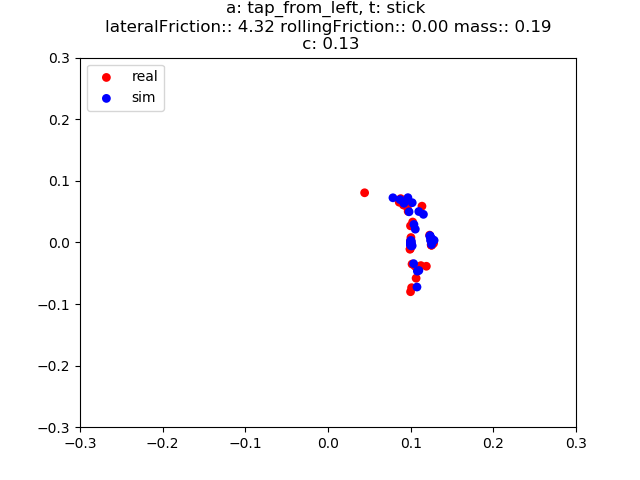 a: tap_from_left, t: stick
lateralFriction:: 4.32 rollingFriction:: 0.00 mass:: 0.19
c: 0.13
real
sim
0.3
0.2
0.1
0.0
−0.1
−0.2
−0.3
−0.3
−0.2
−0.1
0.0
0.1
0.2
0.3